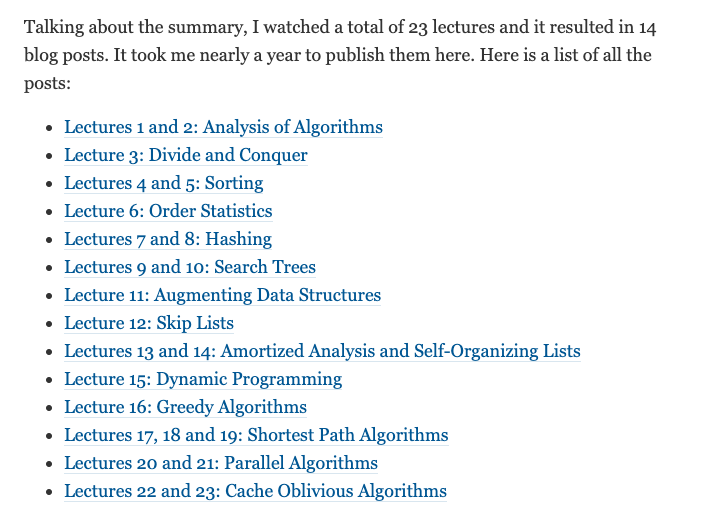 Talking about the summary, I watched a total of 23 lectures and it resulted in 14
blog posts. It took me nearly a year to publish them here. Here is a list of all the
posts:
• Lectures 1 and 2: Analysis of Algorithms
• Lecture 3: Divide and Conquer
• Lectures 4 and 5: Sorting
• Lecture 6: Order Statistics
• Lectures 7 and 8: Hashing
• Lectures 9 and 10: Search Trees
• Lecture 11: Augmenting Data Structures
• Lecture 12: Skip Lists
• Lectures 13 and 14: Amortized Analysis and Self-Organizing Lists
• Lecture 15: Dynamic Programming
• Lecture 16: Greedy Algorithms
• Lectures 17, 18 and 19: Shortest Path Algorithms
• Lectures 20 and 21: Parallel Algorithms
• Lectures 22 and 23: Cache Oblivious Algorithms